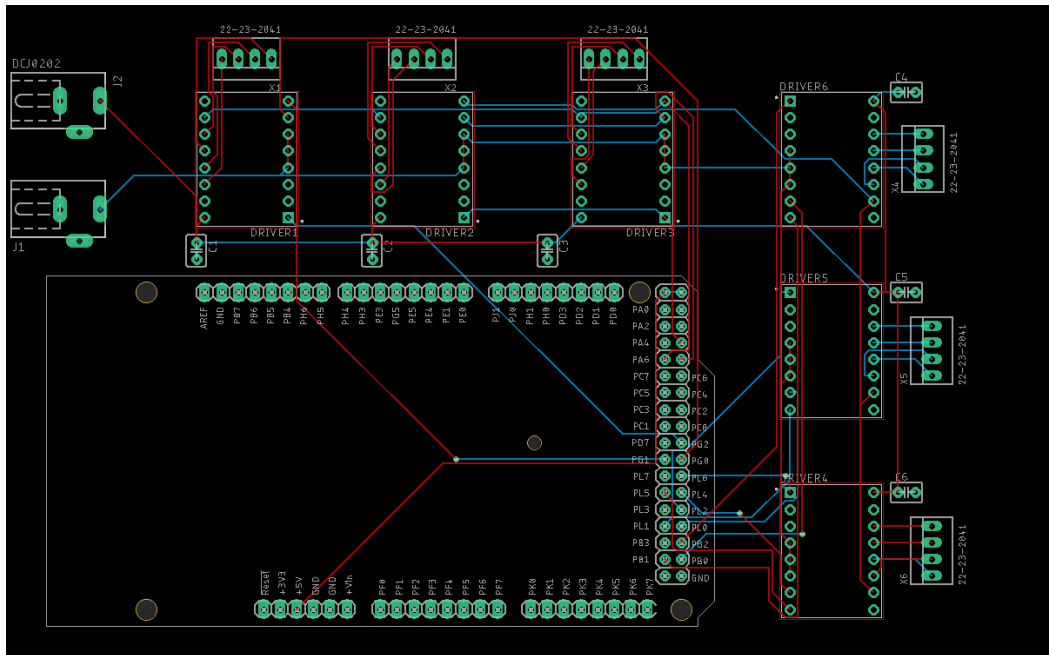 22-23-2041
22-23-2041
22-23-2041
DCJ0202
J2
X1
X2
X3
DRIVER6
C4
22-23-2041
X4
J1
DRIVER1
DRIVER2
DRIVER3
C1
C2
C3
DRIVER5
C5
22-23-2041
X5
AREF
GND
PB7
PB6
PB5
PB4
PH6
PH5
PH4
PH3
PE3
PG5
PE5
PE4
PE1
PE0
PJ1
PJ0
PH1
PH0
PD3
PD2
PD1
PD0
PA0
PA2
PA4
PA6
PC7
PC6
PC5
PC4
PC3
PC2
PC1
PC0
PD7
PG2
PG1
PG0
PL7
PL6
PL5
PL4
PL3
PL2
PL1
PL0
PB3
PB2
PB1
PB0
GND
DRIVER4
C6
22-23-2041
X6
Reset
+3V3
+5V
GND
GND
+VIn
PF0
PF1
PF2
PF3
PF4
PF5
PF6
PF7
PK0
PK1
PK2
PK3
PK4
PK5
PK6
PK7